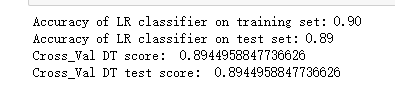 Accuracy of LR classifier on training set: 0.90
Accuracy of LR classifier on test set: 0.89
Cross_Val DT score:  0.8944958847736626
Cross_Val DT test score:  0.8944958847736626